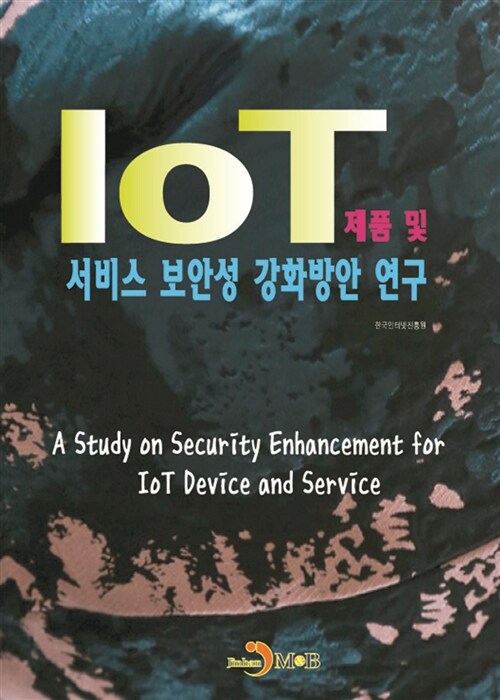 IoT 제품 및
서비스 보안성 강화방안 연구
한국인터넷진흥원
A Study on Security Enhancement for
IoT Device and Service
Jinhan M&B